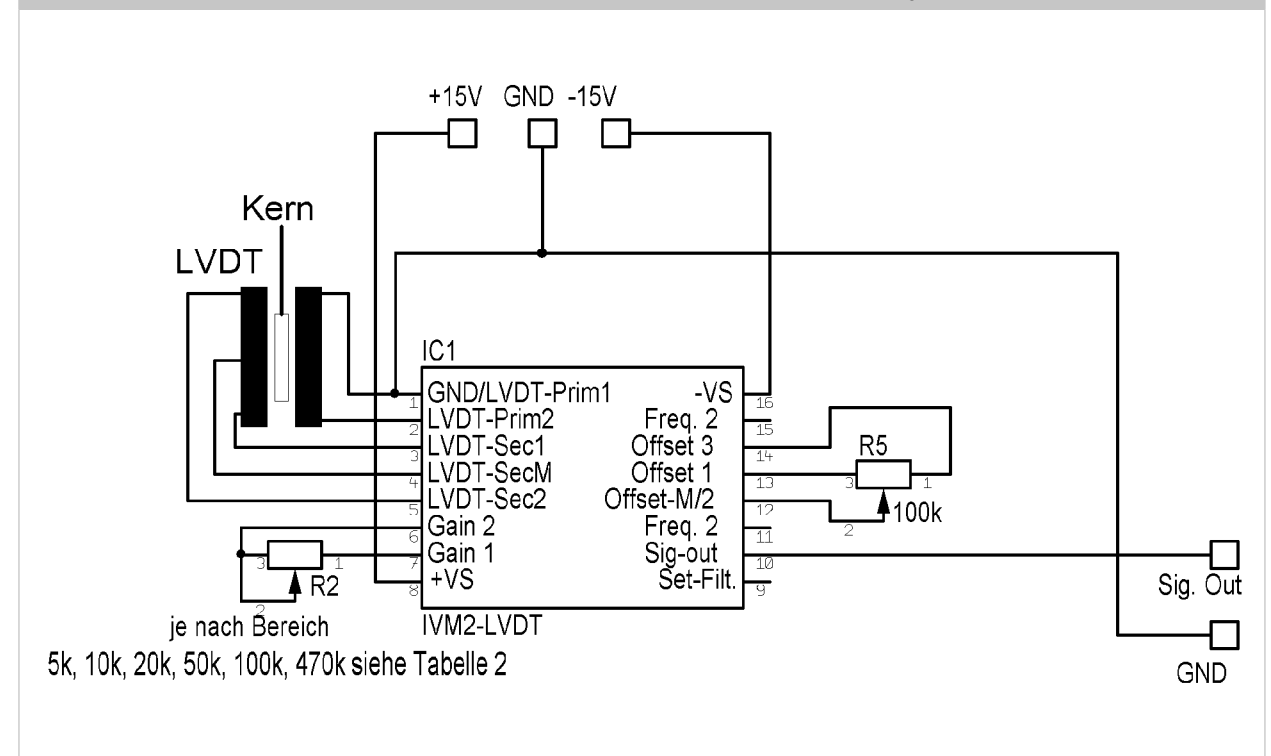 +15V GND -15V
Kern
LVDT
IC1
GND/LVDT-Prim1
LVDT-Prim2
LVDT-Sec1
LVDT-SecM
LVDT-Sec2
Gain 2
Gain 1
+VS
1
2
3
4
5
6
7
8
-VS
Freq. 2
Offset 3
Offset 1
Offset-M/2
Freq. 2
Sig-out
Set-Filt.
16
15
14
13
12
11
10
9
R5
3
1
100k
2
3
1
R2
2
IVM2-LVDT
je nach Bereich
5k, 10k, 20k, 50k, 100k, 470k siehe Tabelle 2
Sig. Out
GND